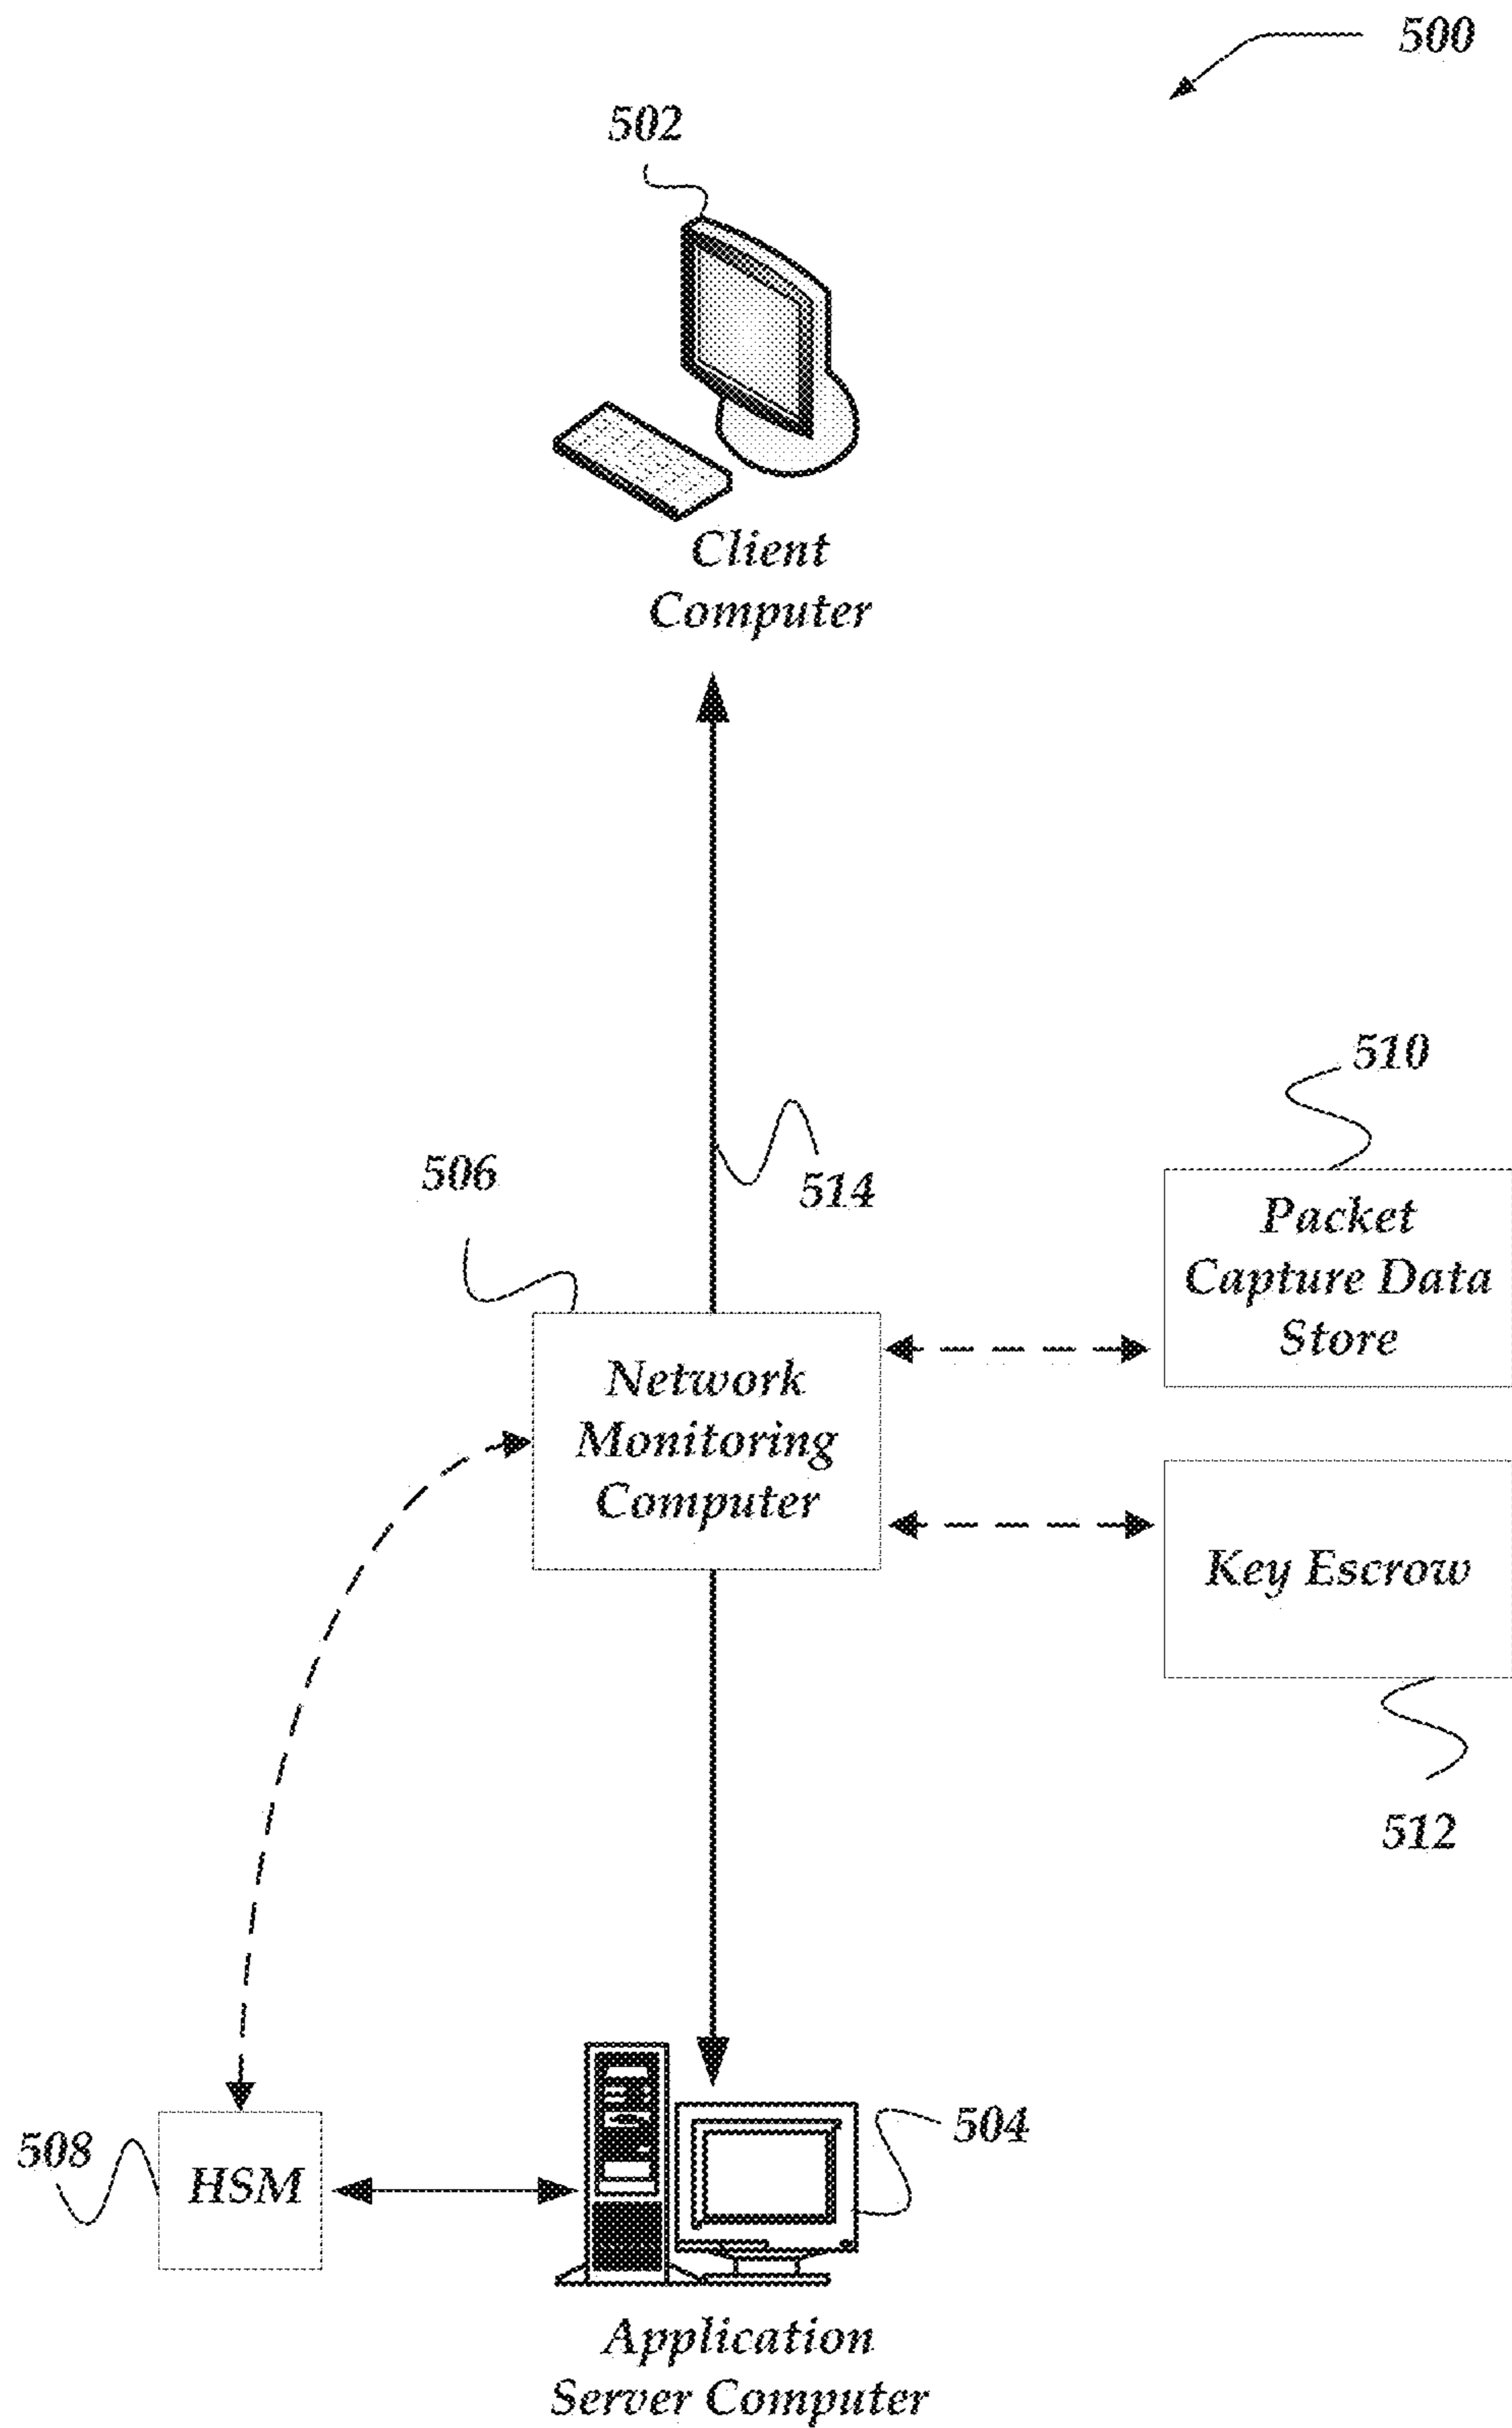 500
502
Client
Computer
510
506
514
Packet
Capture Data
Store
Network
Monitoring
Computer
Key Escrow
512
504
508
HSM
Application
Server Computer